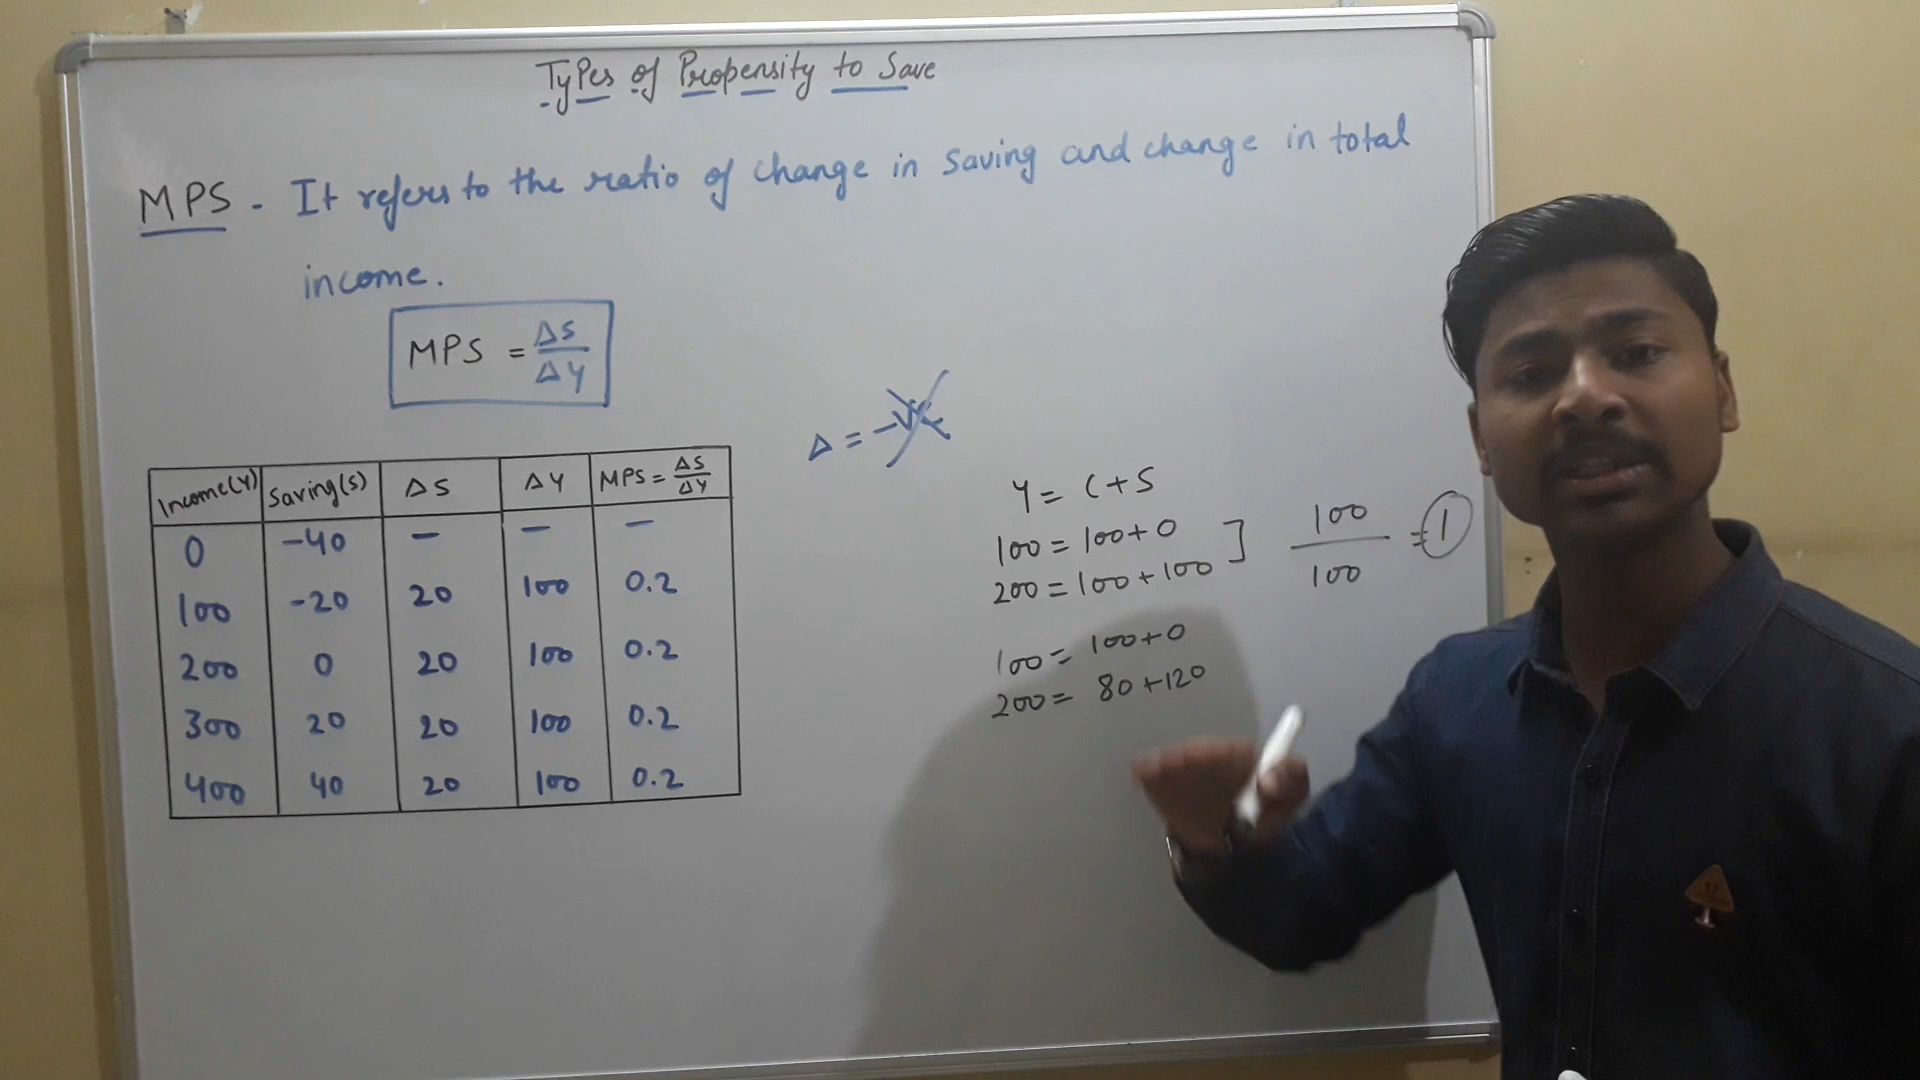 Types of Propensity to Save
MPS - It refers to the ratio of change in saving and change in total
income.
MPS = ΔS/ΔY
Δ = -ve
Income(Y) Saving(S) ΔS ΔY MPS = ΔS/ΔY
0 -40 - - -
100 -20 20 100 0.2
200 0 20 100 0.2
300 20 20 100 0.2
400 40 20 100 0.2
Y = C+S
100 = 100+0
200 = 100+100 ] 100/100 = 1
100 = 100+0
200 = 80+120